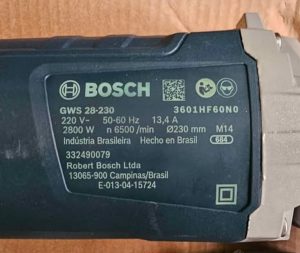 BOSCH
GWS 28-230 3601HF60N0
220 V~ 50-60 Hz 13,4 A
2800 W n 6500/min Ø230 mm M14
Indústria Brasileira Hecho en Brasil 684
332490079
Robert Bosch Ltda
13065-900 Campinas/Brasil
E-013-04-15724